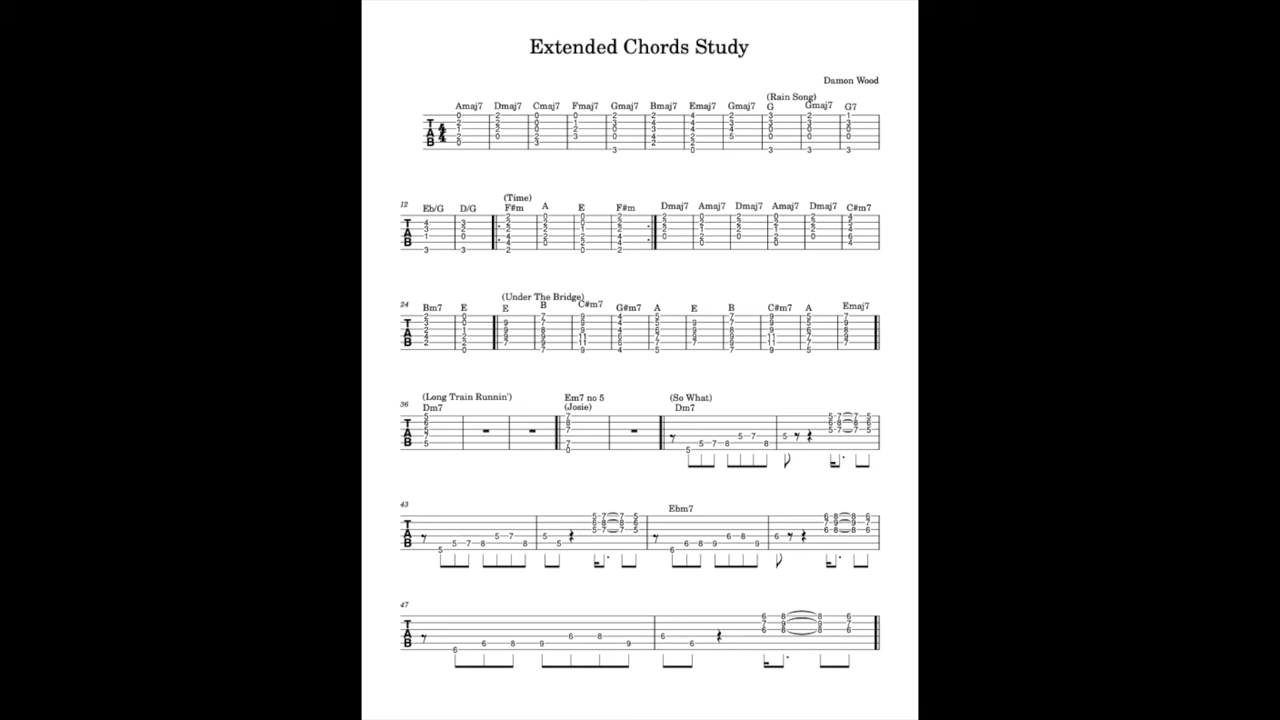 Extended Chords Study
Damon Wood
(Rain Song)
Amaj7 Dmaj7 Cmaj7 Fmaj7 Gmaj7 Bmaj7 Emaj7 Gmaj7 G Gmaj7 G7
12
(Time)
Eb/G D/G F#m A E F#m Dmaj7 Amaj7 Dmaj7 Amaj7 Dmaj7 C#m7
24
(Under The Bridge)
Bm7 E E B C#m7 G#m7 A E B C#m7 A Emaj7
36
(Long Train Runnin') Em7 no 5 (So What)
Dm7 (Josie) Dm7
43
Ebm7
47